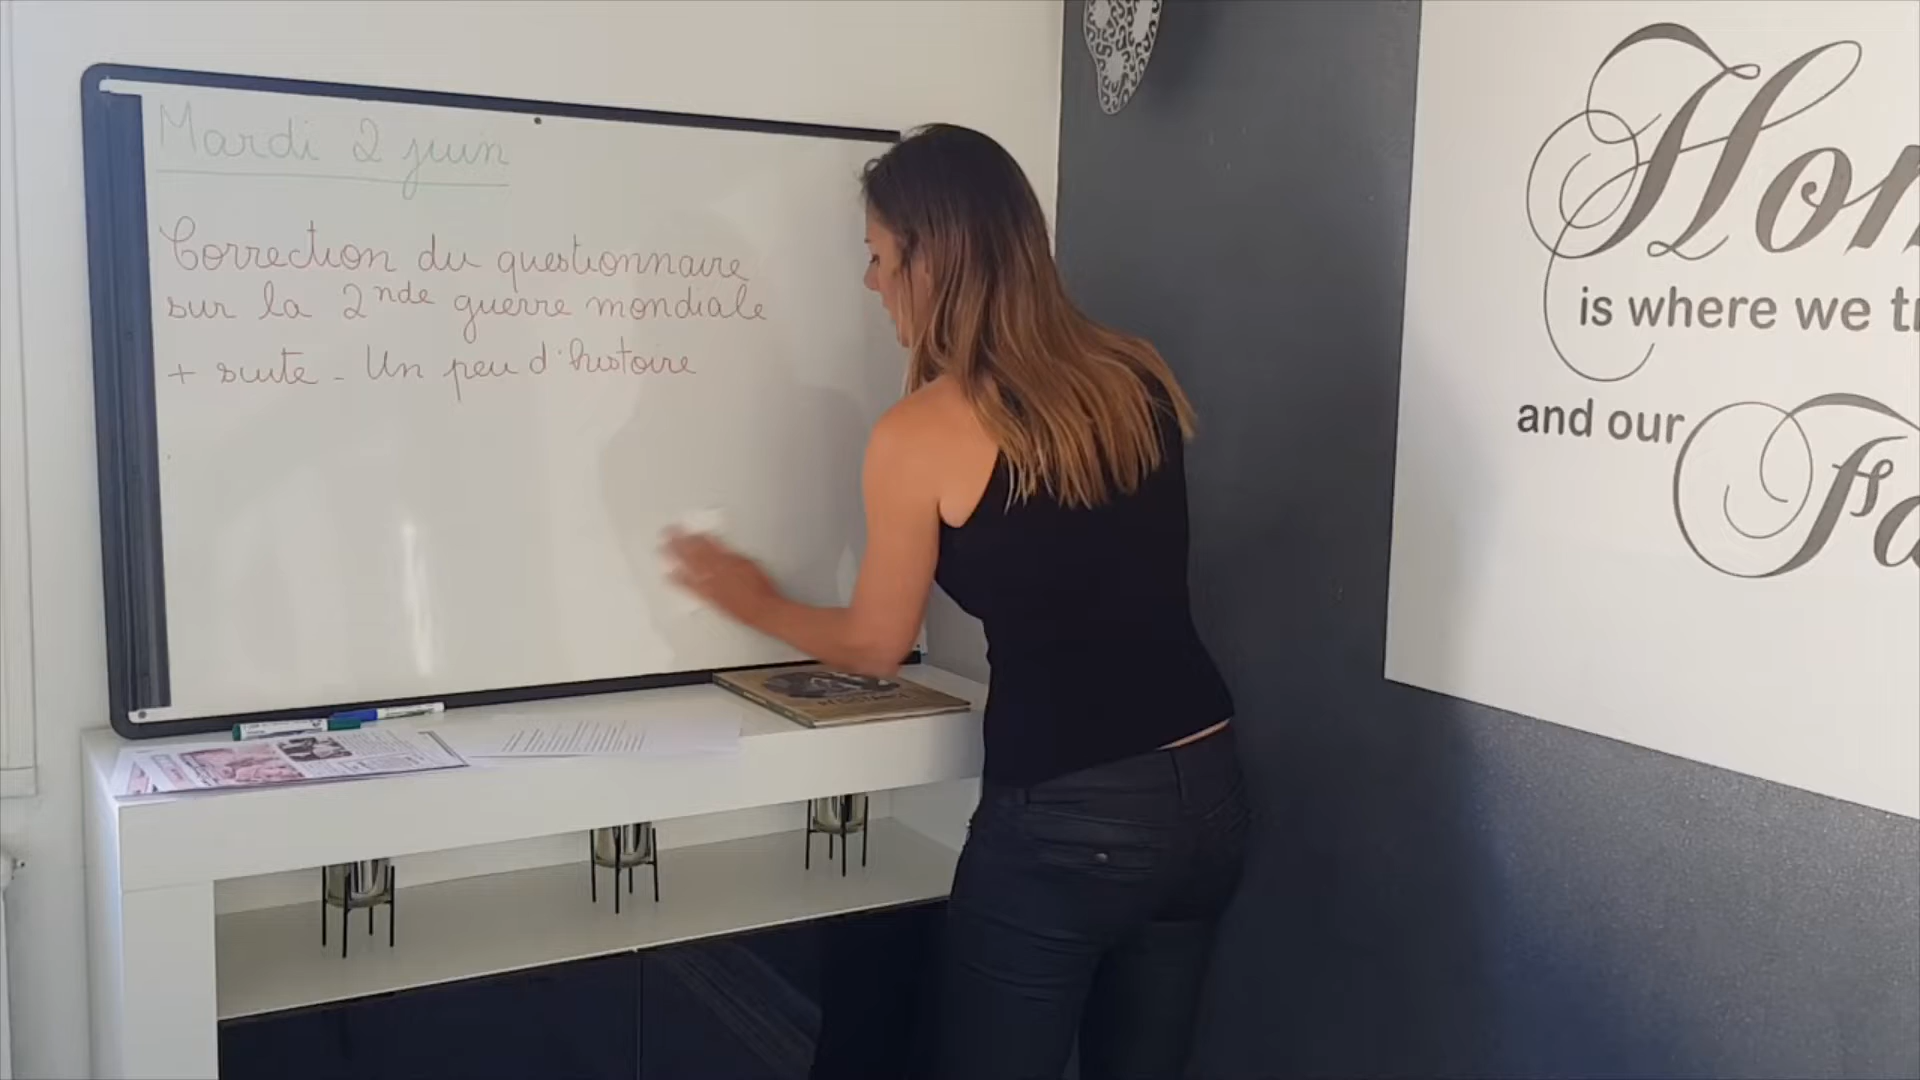 Mardi 2 juin
Correction du questionnaire
sur la 2nde guerre mondiale
+ suite - Un peu d'histoire
Hom
is where we tr
and our
Fa